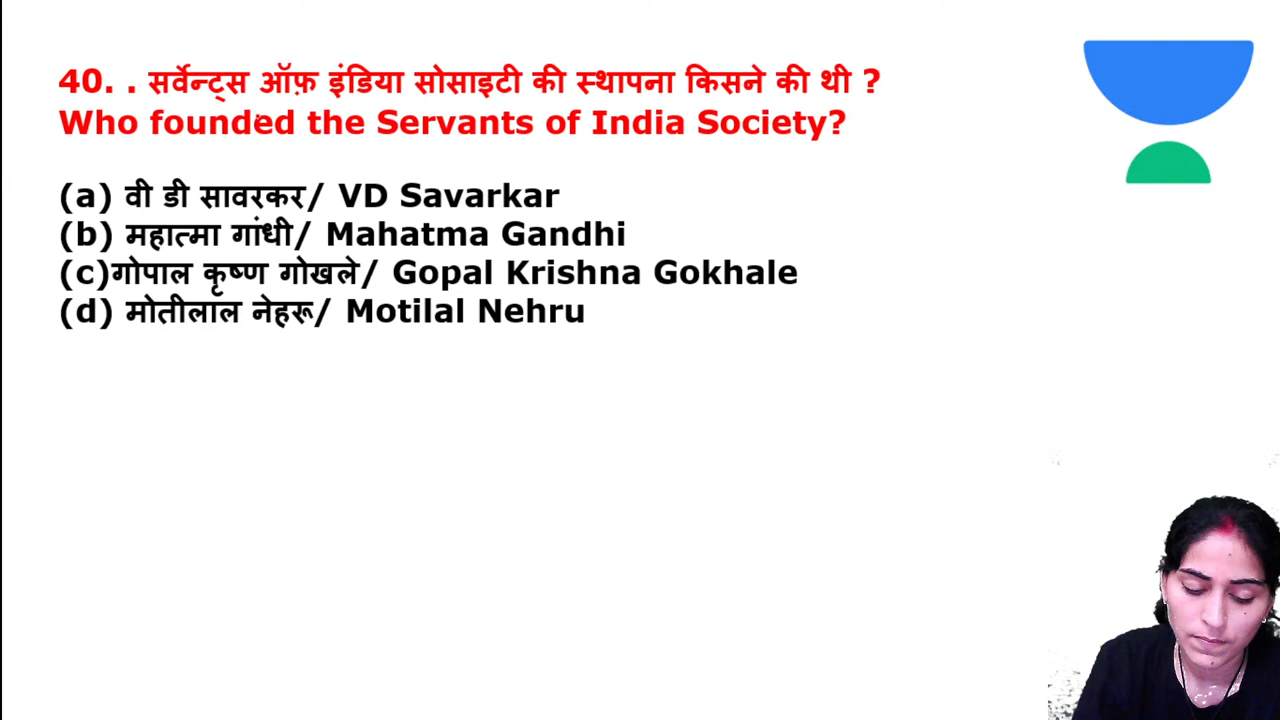 40. . सर्वेन्ट्स ऑफ़ इंडिया सोसाइटी की स्थापना किसने की थी ?
Who founded the Servants of India Society?
(a) वी डी सावरकर/ VD Savarkar
(b) महात्मा गांधी/ Mahatma Gandhi
(c)गोपाल कृष्ण गोखले/ Gopal Krishna Gokhale
(d) मोतीलाल नेहरू/ Motilal Nehru